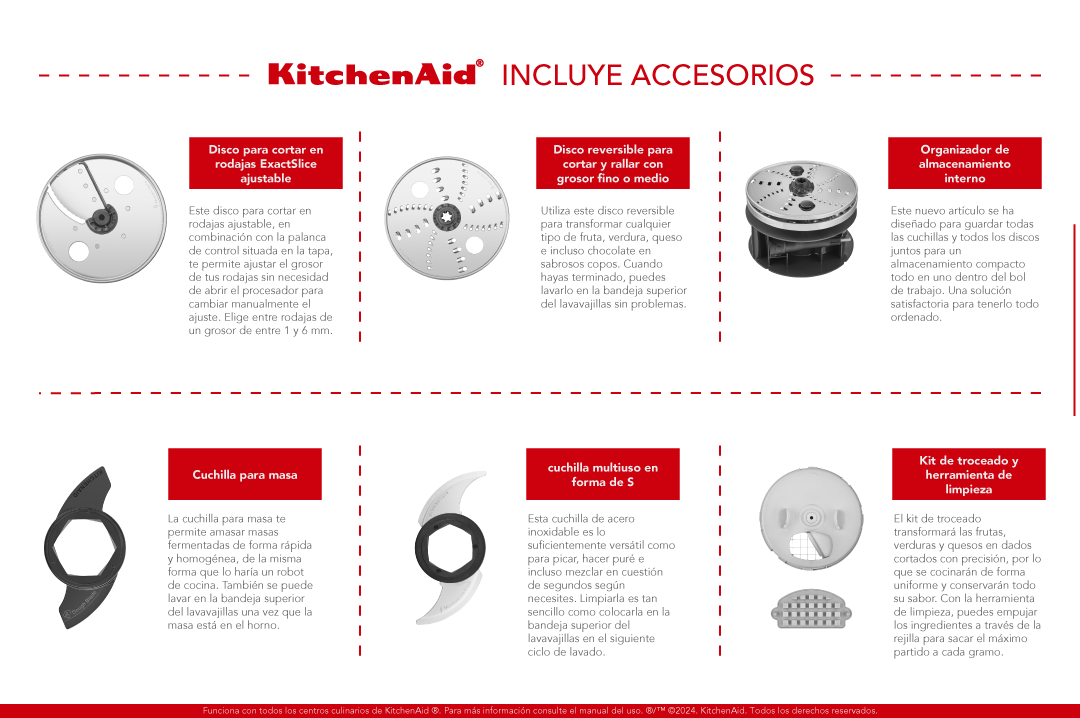 KitchenAid® INCLUYE ACCESORIOS
Disco para cortar en
rodajas ExactSlice
ajustable
Este disco para cortar en
rodajas ajustable, en
combinación con la palanca
de control situada en la tapa,
te permite ajustar el grosor
de tus rodajas sin necesidad
de abrir el procesador para
cambiar manualmente el
ajuste. Elige entre rodajas de
un grosor de entre 1 y 6 mm.
Disco reversible para
cortar y rallar con
grosor fino o medio
Utiliza este disco reversible
para transformar cualquier
tipo de fruta, verdura, queso
e incluso chocolate en
sabrosos copos. Cuando
hayas terminado, puedes
lavarlo en la bandeja superior
del lavavajillas sin problemas.
Organizador de
almacenamiento
interno
Este nuevo artículo se ha
diseñado para guardar todas
las cuchillas y todos los discos
juntos para un
almacenamiento compacto
todo en uno dentro del bol
de trabajo. Una solución
satisfactoria para tenerlo todo
ordenado.
Cuchilla para masa
La cuchilla para masa te
permite amasar masas
fermentadas de forma rápida
y homogénea, de la misma
forma que lo haría un robot
de cocina. También se puede
lavar en la bandeja superior
del lavavajillas una vez que la
masa está en el horno.
cuchilla multiuso en
forma de S
Esta cuchilla de acero
inoxidable es lo
suficientemente versátil como
para picar, hacer puré e
incluso mezclar en cuestión
de segundos según
necesites. Limpiarla es tan
sencillo como colocarla en la
bandeja superior del
lavavajillas en el siguiente
ciclo de lavado.
Kit de troceado y
herramienta de
limpieza
El kit de troceado
transformará las frutas,
verduras y quesos en dados
cortados con precisión, por lo
que se cocinarán de forma
uniforme y conservarán todo
su sabor. Con la herramienta
de limpieza, puedes empujar
los ingredientes a través de la
rejilla para sacar el máximo
partido a cada gramo.
Funciona con todos los centros culinarios de KitchenAid ®. Para más información consulte el manual del uso. ®/™ ©2024. KitchenAid. Todos los derechos reservados.